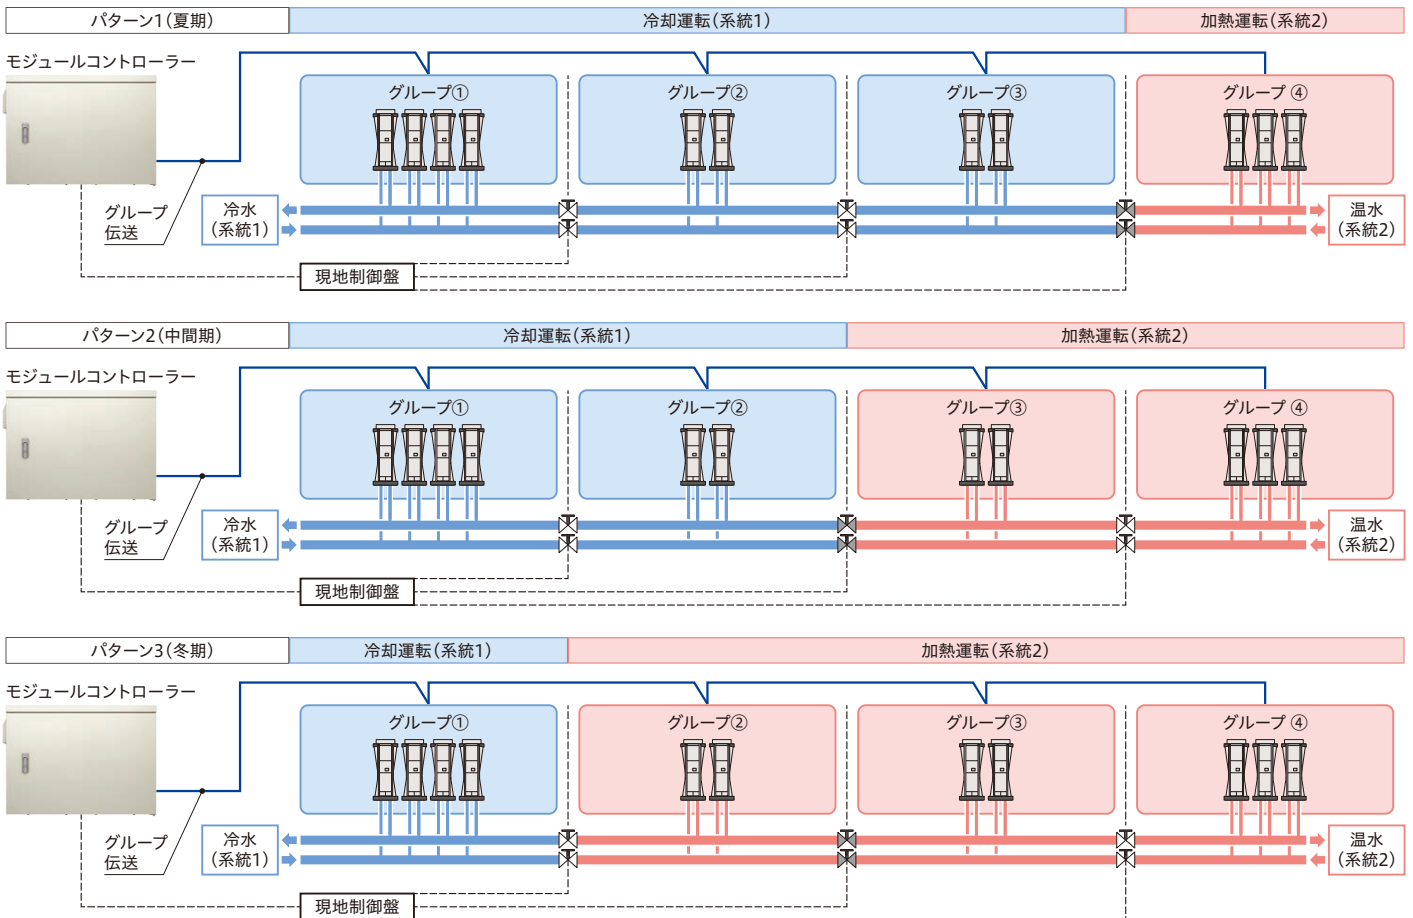 パターン1（夏期）
冷却運転（系統1）
加熱運転（系統2）
モジュールコントローラー
グループ①
グループ②
グループ③
グループ ④
グループ
伝送
冷水
（系統1）
温水
（系統2）
現地制御盤
パターン2（中間期）
冷却運転（系統1）
加熱運転（系統2）
モジュールコントローラー
グループ①
グループ②
グループ③
グループ ④
グループ
伝送
冷水
（系統1）
温水
（系統2）
現地制御盤
パターン3（冬期）
冷却運転（系統1）
加熱運転（系統2）
モジュールコントローラー
グループ①
グループ②
グループ③
グループ ④
グループ
伝送
冷水
（系統1）
温水
（系統2）
現地制御盤